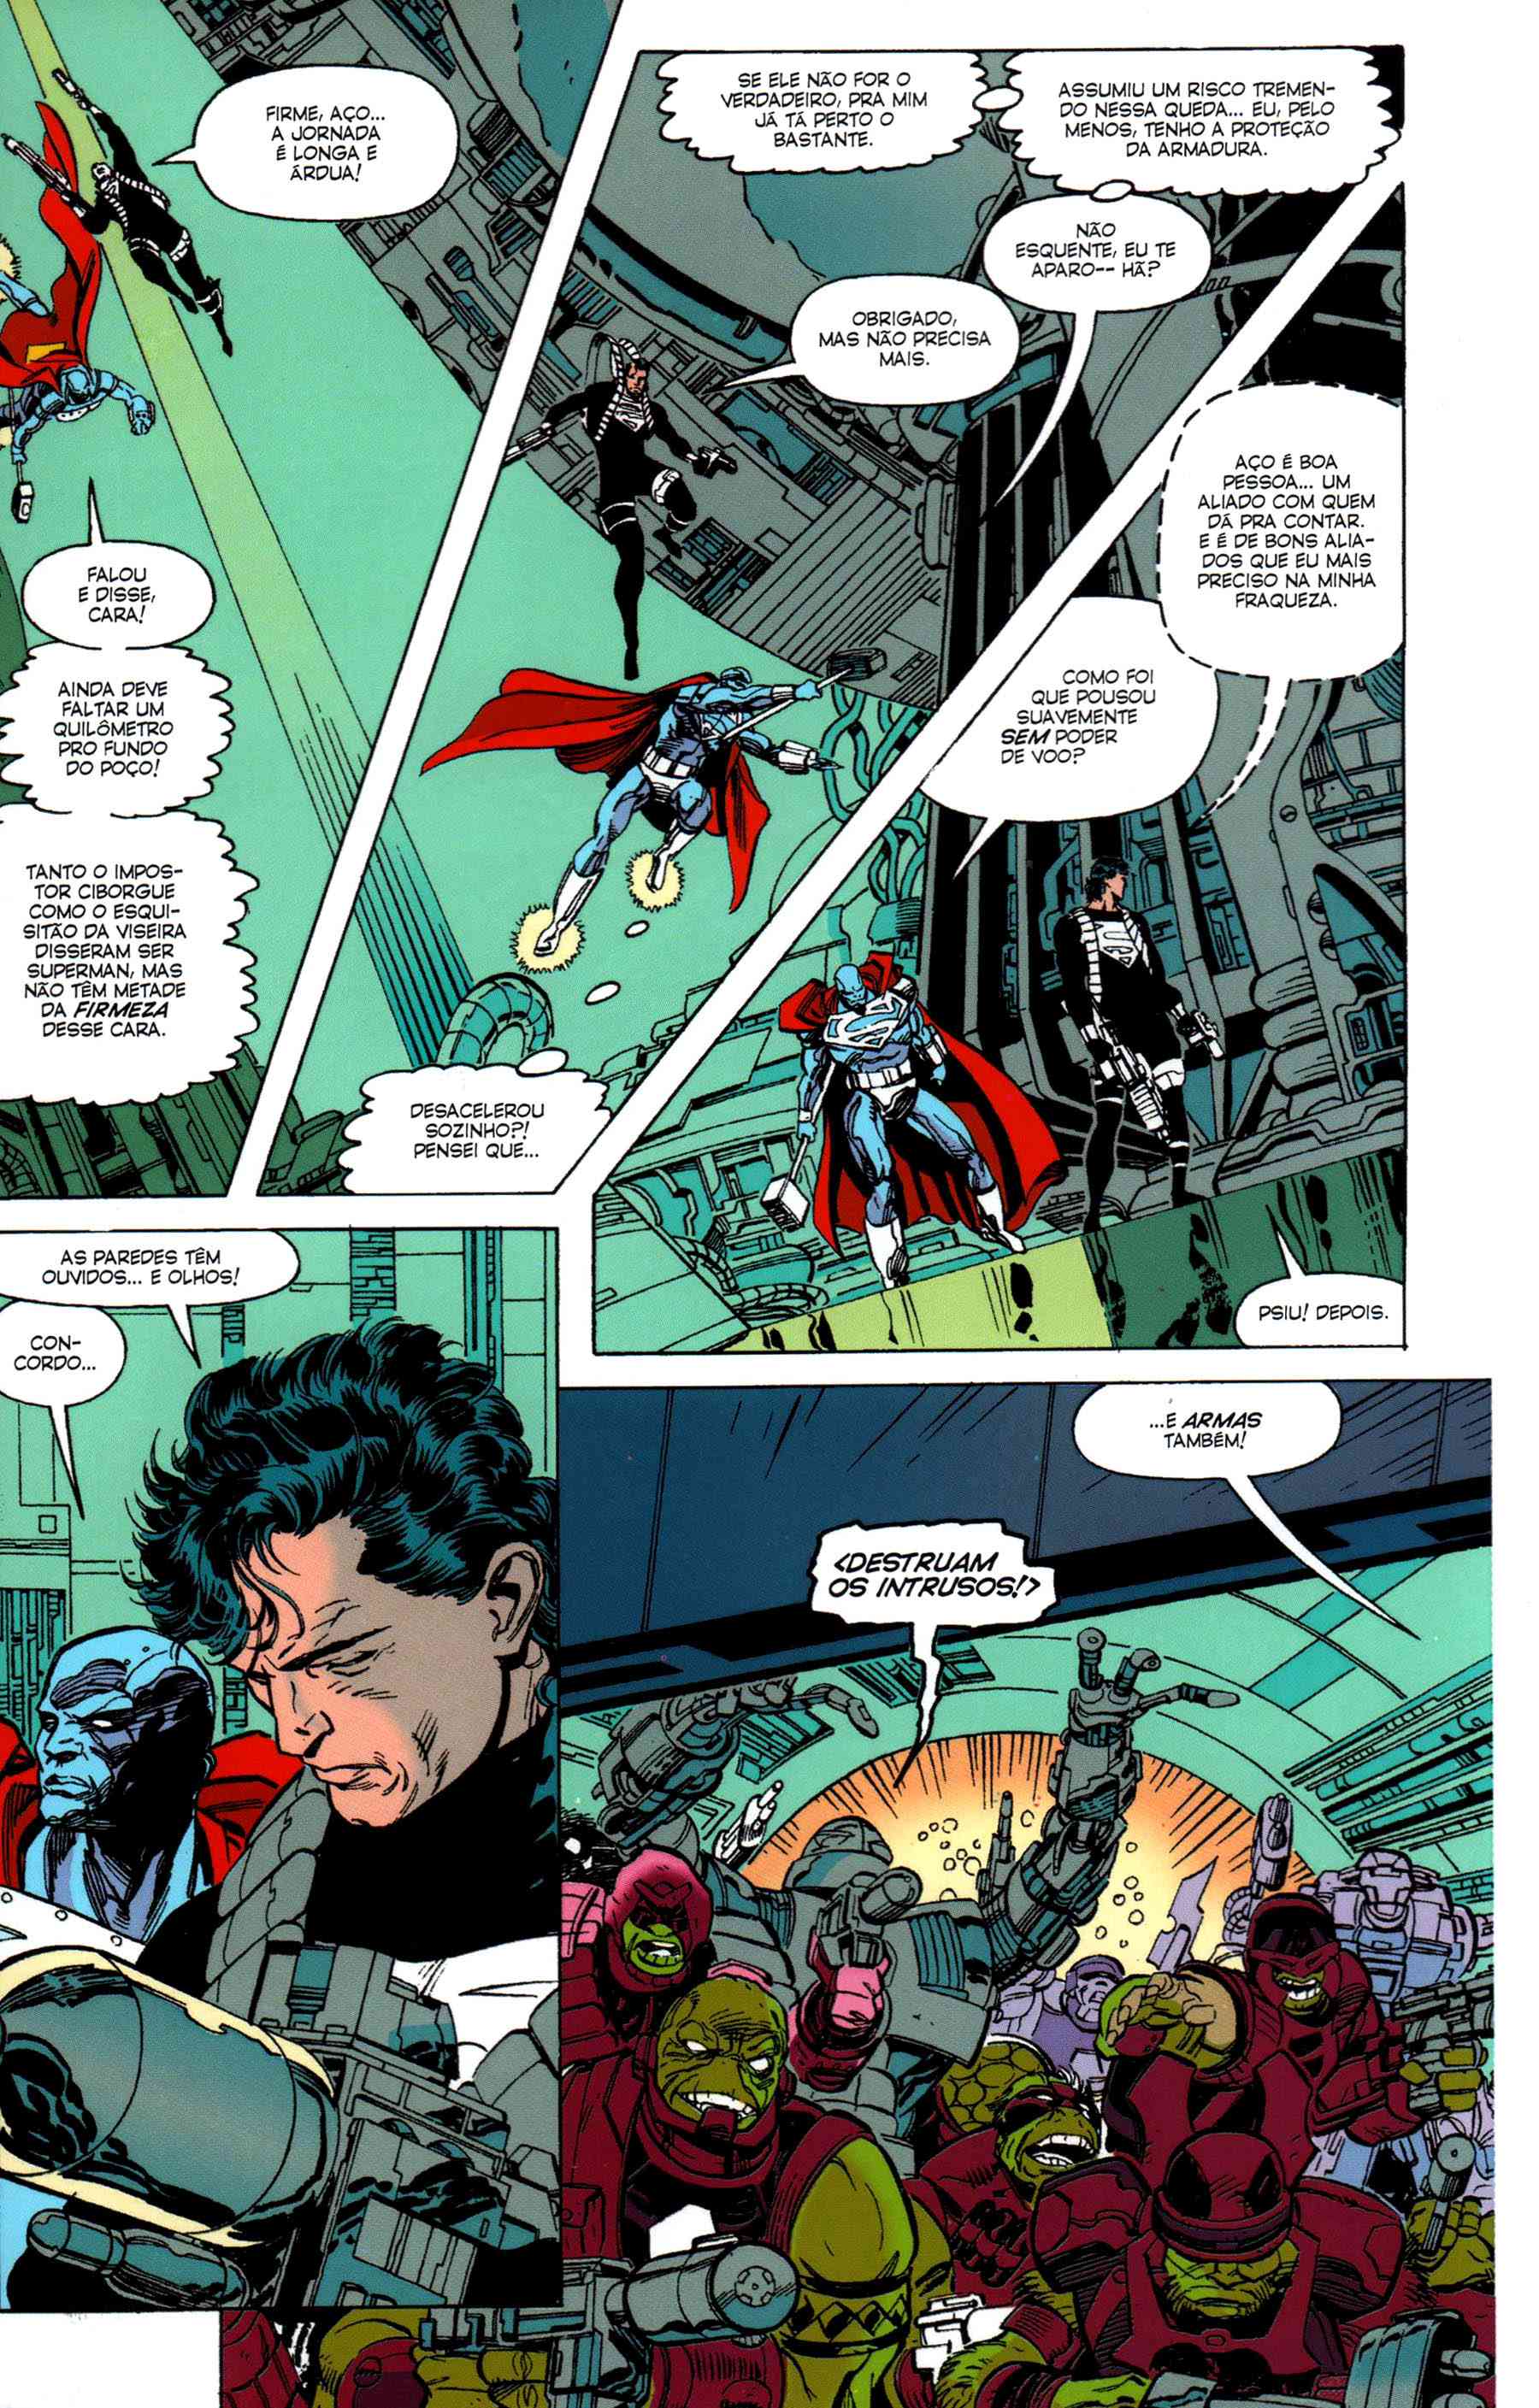 FIRME, AÇO...
A JORNADA
É LONGA E
ÁRDUA!
FALOU
E DISSE,
CARA!
AINDA DEVE
FALTAR UM
QUILÔMETRO
PRO FUNDO
DO POÇO!
TANTO O IMPOS-
TOR CIBORGUE
COMO O ESQUI-
SITÃO DA VISEIRA
DISSERAM SER
SUPERMAN, MAS
NÃO TÊM METADE
DA FIRMEZA
DESSE CARA.
SE ELE NÃO FOR O
VERDADEIRO, PRA MIM
JÁ TÁ PERTO O
BASTANTE.
ASSUMIU UM RISCO TREMEN-
DO NESSA QUEDA... EU, PELO
MENOS, TENHO A PROTEÇÃO
DA ARMADURA.
NÃO
ESQUENTE, EU TE
APARO-- HÃ?
OBRIGADO,
MAS NÃO PRECISA
MAIS.
DESACELEROU
SOZINHO?!
PENSEI QUE...
AÇO É BOA
PESSOA... UM
ALIADO COM QUEM
DÁ PRA CONTAR.
E É DE BONS ALIA-
DOS QUE EU MAIS
PRECISO NA MINHA
FRAQUEZA.
COMO FOI
QUE POUSOU
SUAVEMENTE
SEM PODER
DE VOO?
PSIU! DEPOIS.
AS PAREDES TÊM
OUVIDOS... E OLHOS!
CON-
CORDO...
...E ARMAS
TAMBÉM!
<DESTRUAM
OS INTRUSOS!>